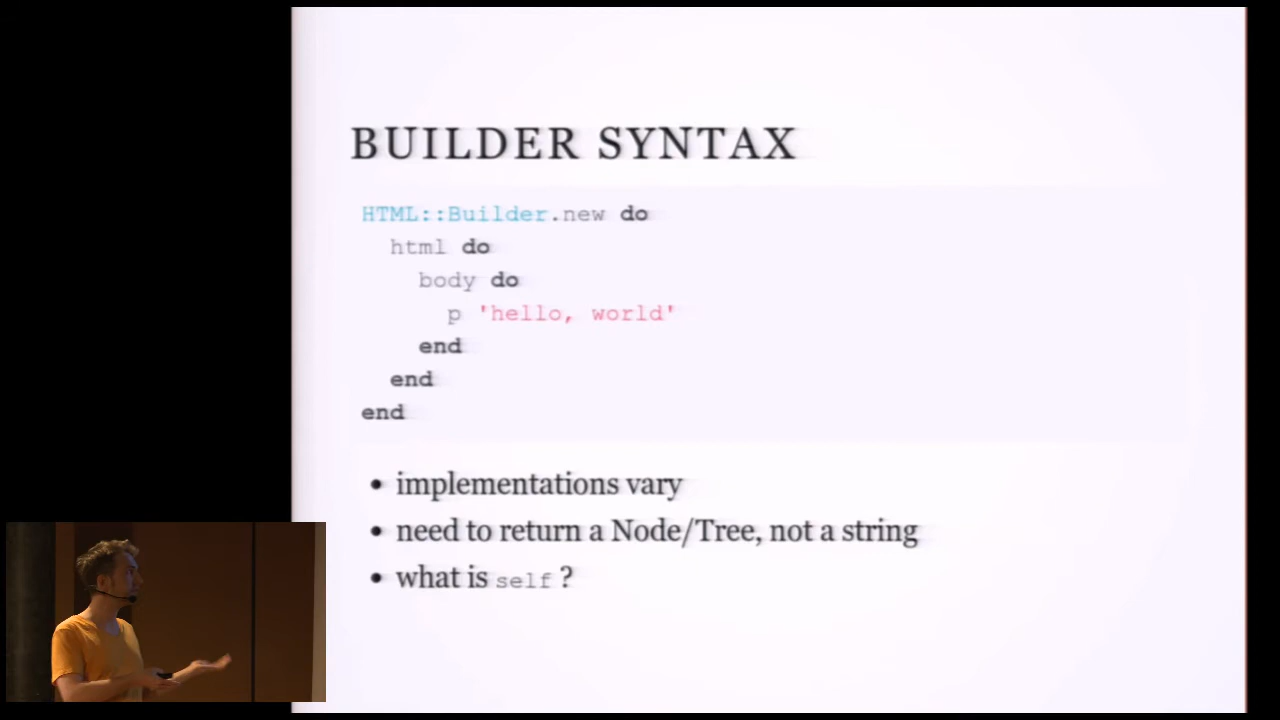 BUILDER SYNTAX
HTML::Builder.new do
html do
body do
p 'hello, world'
end
end
end
• implementations vary
• need to return a Node/Tree, not a string
• what is self ?